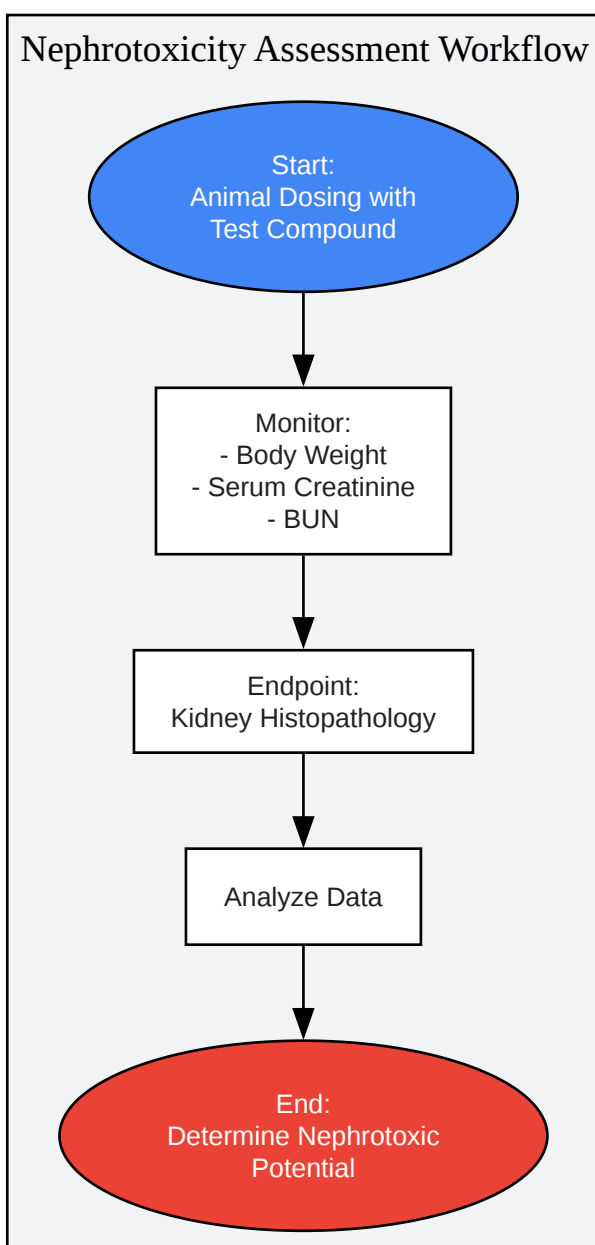 Nephrotoxicity Assessment Workflow
Start:
Animal Dosing with
Test Compound
Monitor:
- Body Weight
- Serum Creatinine
- BUN
Endpoint:
Kidney Histopathology
Analyze Data
End:
Determine Nephrotoxic
Potential